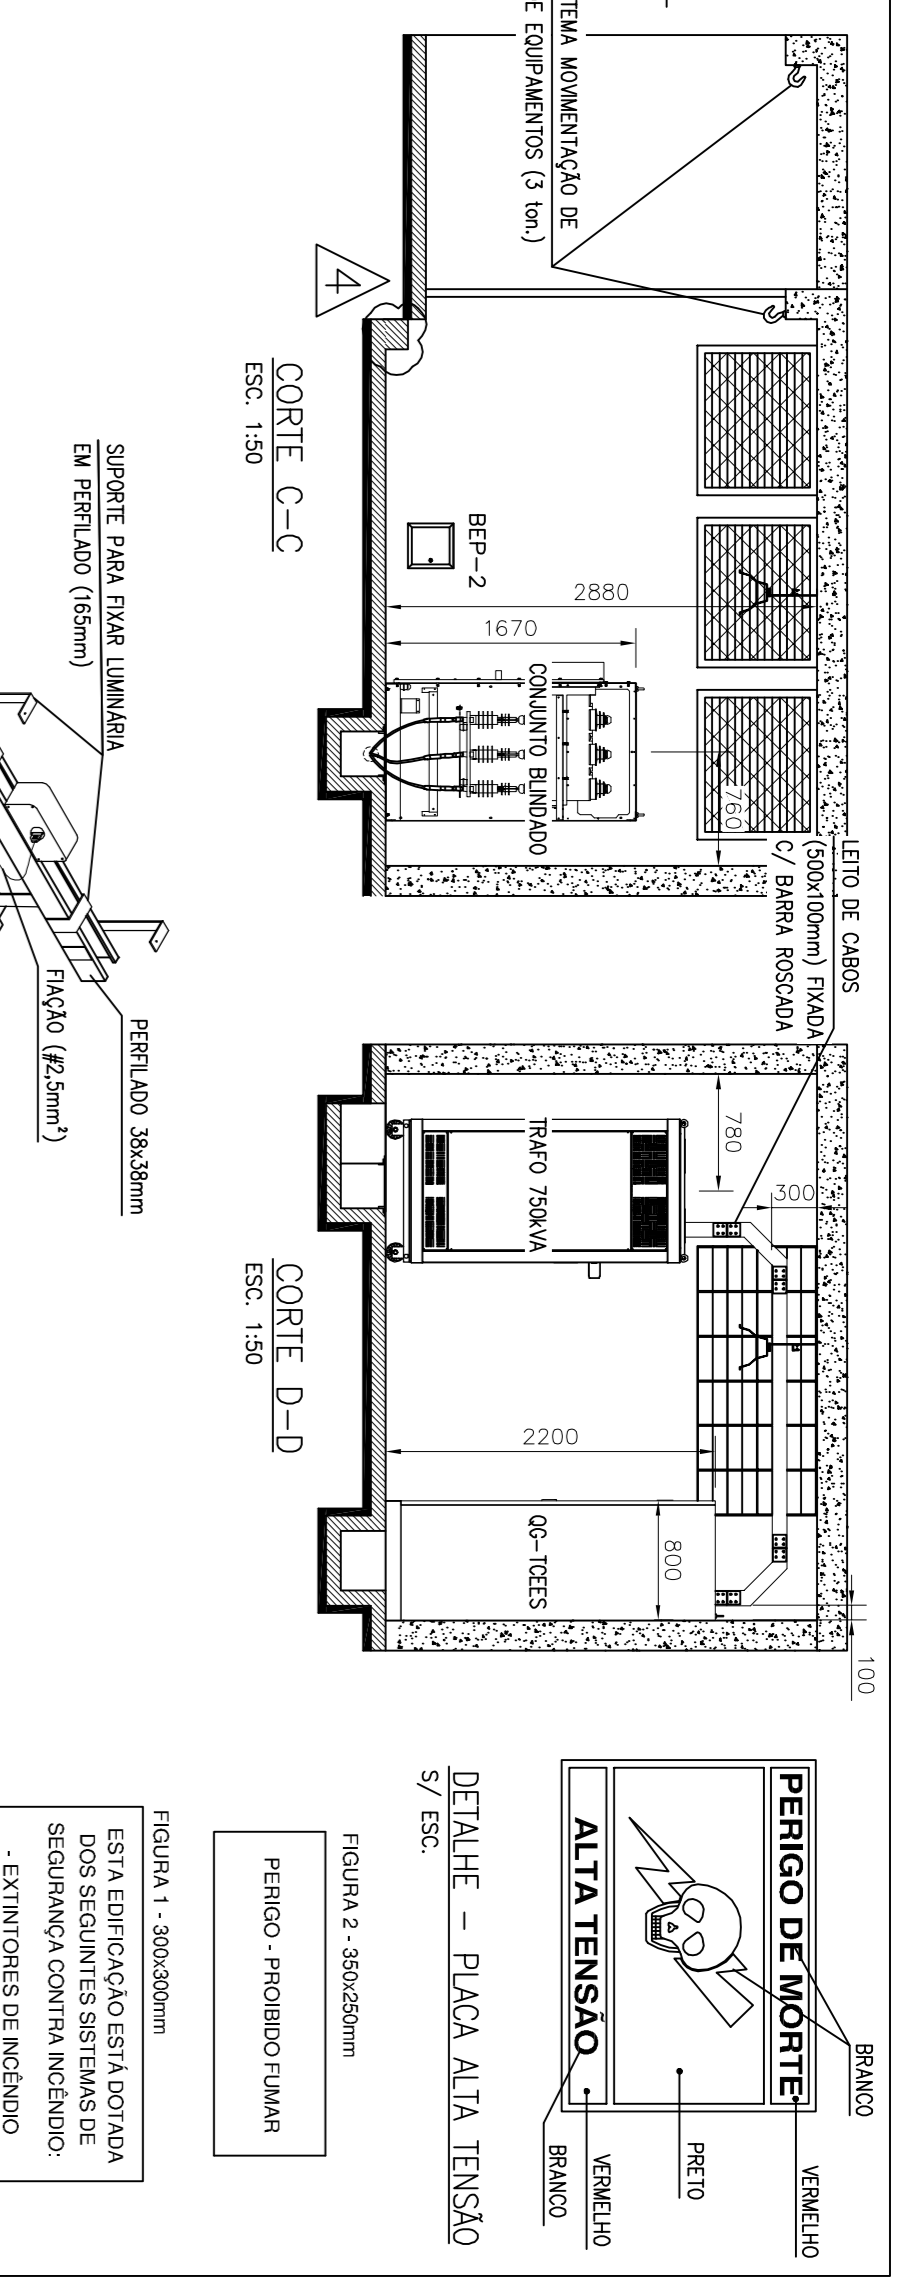 TEMA MOVIMENTAÇÃO DE
E EQUIPAMENTOS (3 ton.)
4
CORTE C-C
ESC. 1:50
BEP-2
2880
1670
CONJUNTO BLINDADO
760
LEITO DE CABOS
(500x100mm) FIXADA
C/ BARRA ROSCADA
780
300
TRAFO 750kVA
2200
QG-TCEES
800
100
CORTE D-D
ESC. 1:50
SUPORTE PARA FIXAR LUMINÁRIA
EM PERFILADO (165mm)
PERFILADO 38x38mm
FIAÇÃO (#2,5mm²)
PERIGO DE MORTE
ALTA TENSÃO
BRANCO
VERMELHO
PRETO
VERMELHO
BRANCO
DETALHE - PLACA ALTA TENSÃO
S/ ESC.
FIGURA 2 - 350x250mm
PERIGO - PROIBIDO FUMAR
FIGURA 1 - 300x300mm
ESTA EDIFICAÇÃO ESTÁ DOTADA
DOS SEGUINTES SISTEMAS DE
SEGURANÇA CONTRA INCÊNDIO:
- EXTINTORES DE INCÊNDIO